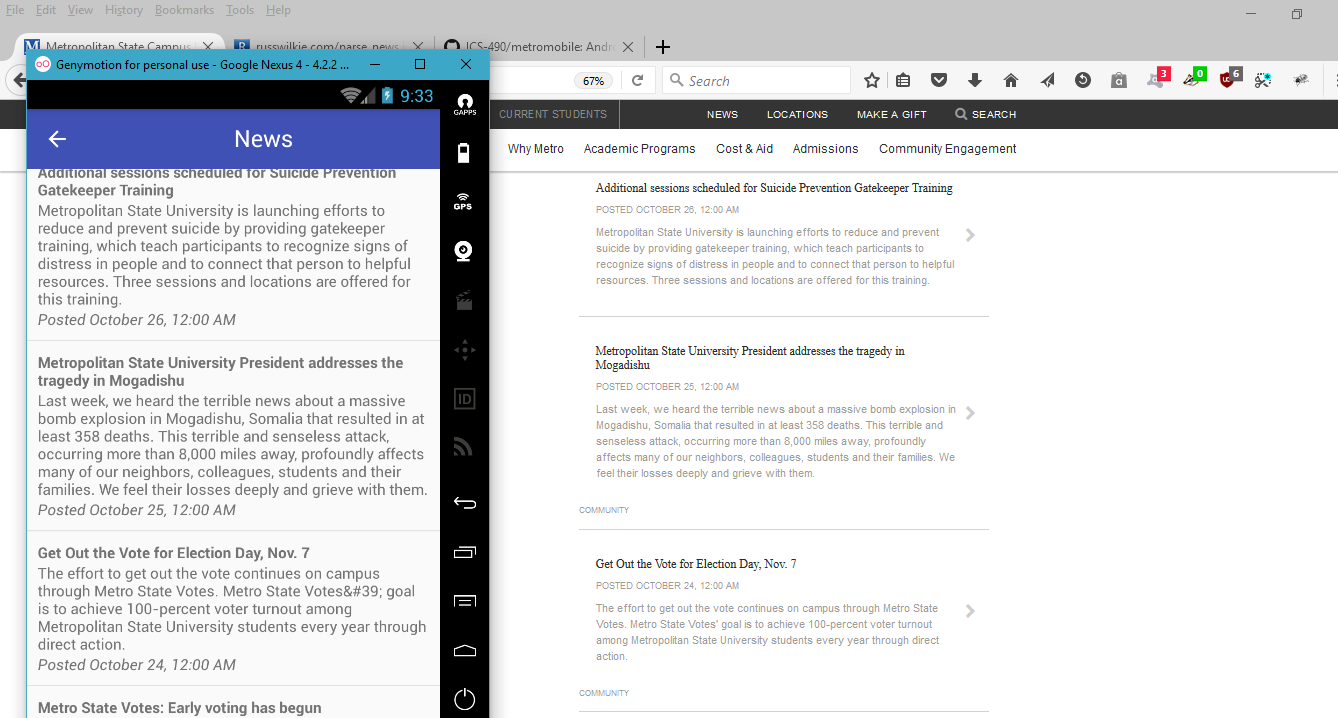 File Edit View History Bookmarks Tools Help
Metropolitan State Campus
russwilkie.com/parse_news
ICS-490/metromobile: Andr
Genymotion for personal use - Google Nexus 4 - 4.2.2 ...
67%
Search
3
0
6
9:33
News
Additional sessions scheduled for Suicide Prevention
Gatekeeper Training
Metropolitan State University is launching efforts to
reduce and prevent suicide by providing gatekeeper
training, which teach participants to recognize signs of
distress in people and to connect that person to helpful
resources. Three sessions and locations are offered for
this training.
Posted October 26, 12:00 AM
Metropolitan State University President addresses the
tragedy in Mogadishu
Last week, we heard the terrible news about a massive
bomb explosion in Mogadishu, Somalia that resulted in at
least 358 deaths. This terrible and senseless attack,
occurring more than 8,000 miles away, profoundly affects
many of our neighbors, colleagues, students and their
families. We feel their losses deeply and grieve with them.
Posted October 25, 12:00 AM
Get Out the Vote for Election Day, Nov. 7
The effort to get out the vote continues on campus
through Metro State Votes. Metro State Votes&#39; goal
is to achieve 100-percent voter turnout among
Metropolitan State University students every year through
direct action.
Posted October 24, 12:00 AM
Metro State Votes: Early voting has begun
GAPPS
GPS
ID
CURRENT STUDENTS
NEWS LOCATIONS MAKE A GIFT SEARCH
Why Metro Academic Programs Cost & Aid Admissions Community Engagement
Additional sessions scheduled for Suicide Prevention Gatekeeper Training
POSTED OCTOBER 26, 12:00 AM
Metropolitan State University is launching efforts to reduce and prevent
suicide by providing gatekeeper training, which teach participants to
recognize signs of distress in people and to connect that person to helpful
resources. Three sessions and locations are offered for this training.
Metropolitan State University President addresses the tragedy in
Mogadishu
POSTED OCTOBER 25, 12:00 AM
Last week, we heard the terrible news about a massive bomb explosion in
Mogadishu, Somalia that resulted in at least 358 deaths. This terrible and
senseless attack, occurring more than 8,000 miles away, profoundly
affects many of our neighbors, colleagues, students and their families. We
feel their losses deeply and grieve with them.
COMMUNITY
Get Out the Vote for Election Day, Nov. 7
POSTED OCTOBER 24, 12:00 AM
The effort to get out the vote continues on campus through Metro State
Votes. Metro State Votes' goal is to achieve 100-percent voter turnout
among Metropolitan State University students every year through direct
action.
COMMUNITY